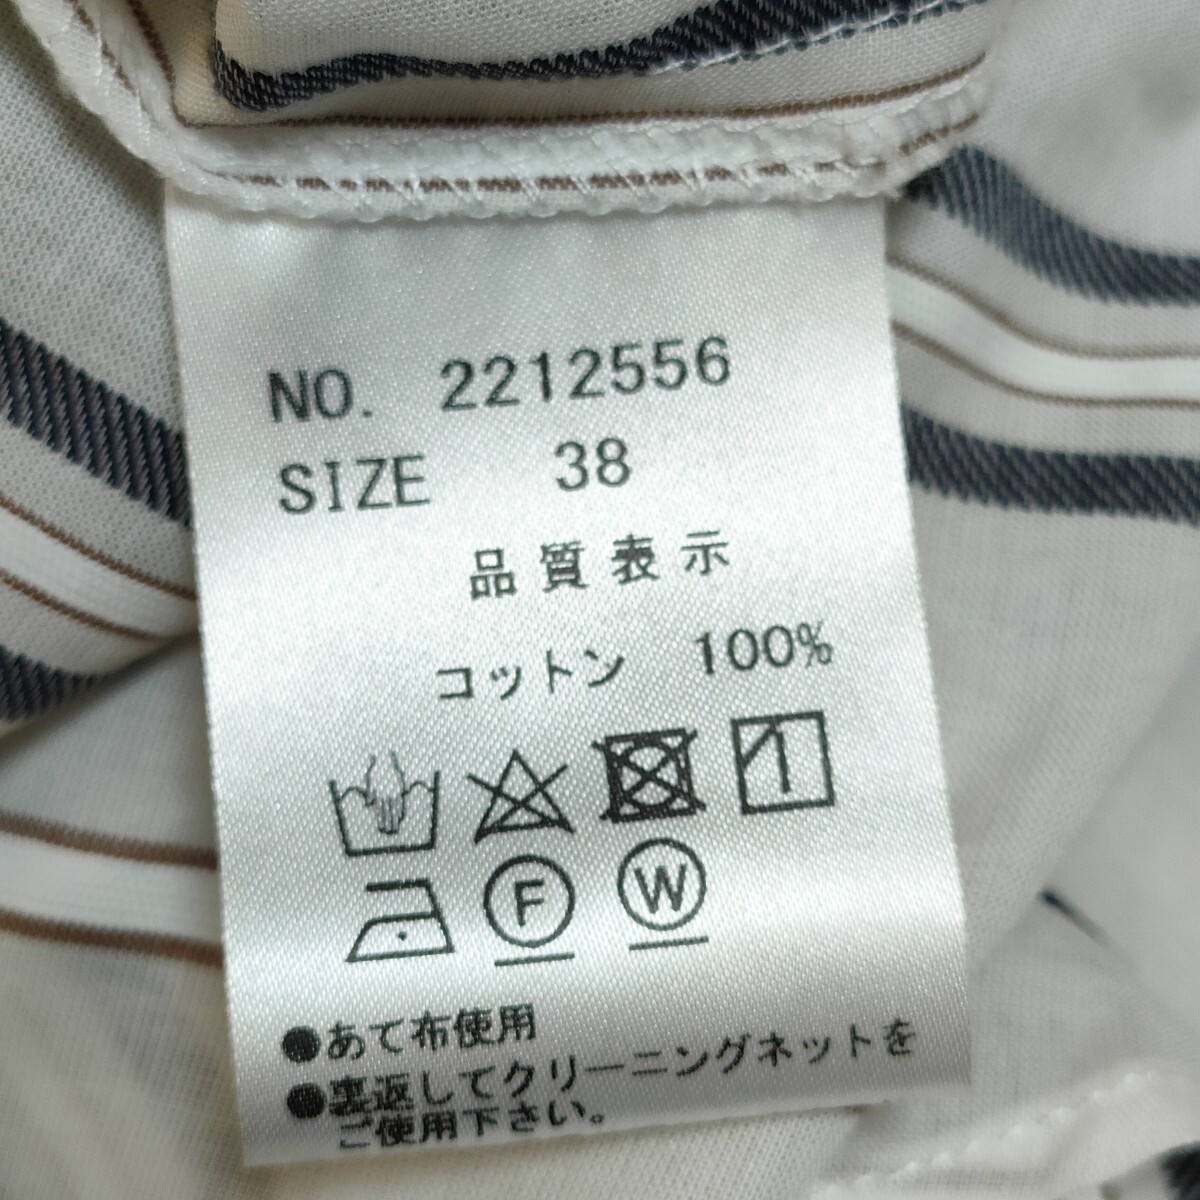 NO. 2212556
SIZE 38
品質表示
コットン 100%
F W
●あて布使用
●裏返してクリーニングネットを
ご使用下さい。